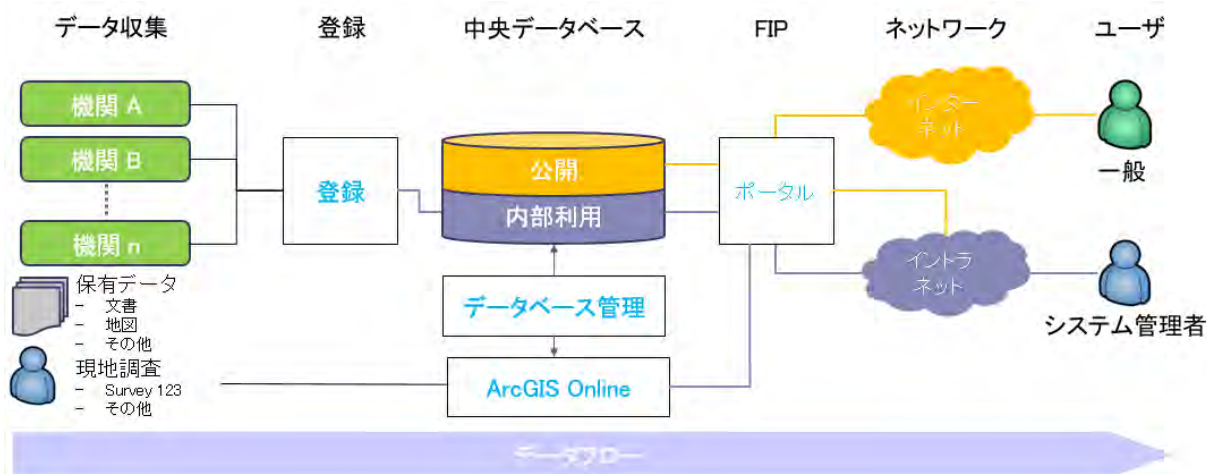 データ収集
登録
中央データベース
FIP
ネットワーク
ユーザ
機関 A
機関 B
機関 n
保有データ
- 文書
- 地図
- その他
現地調査
- Survey 123
- その他
登録
公開
内部利用
データベース管理
ArcGIS Online
ポータル
インター
ネット
イントラ
ネット
一般
システム管理者
データフロー